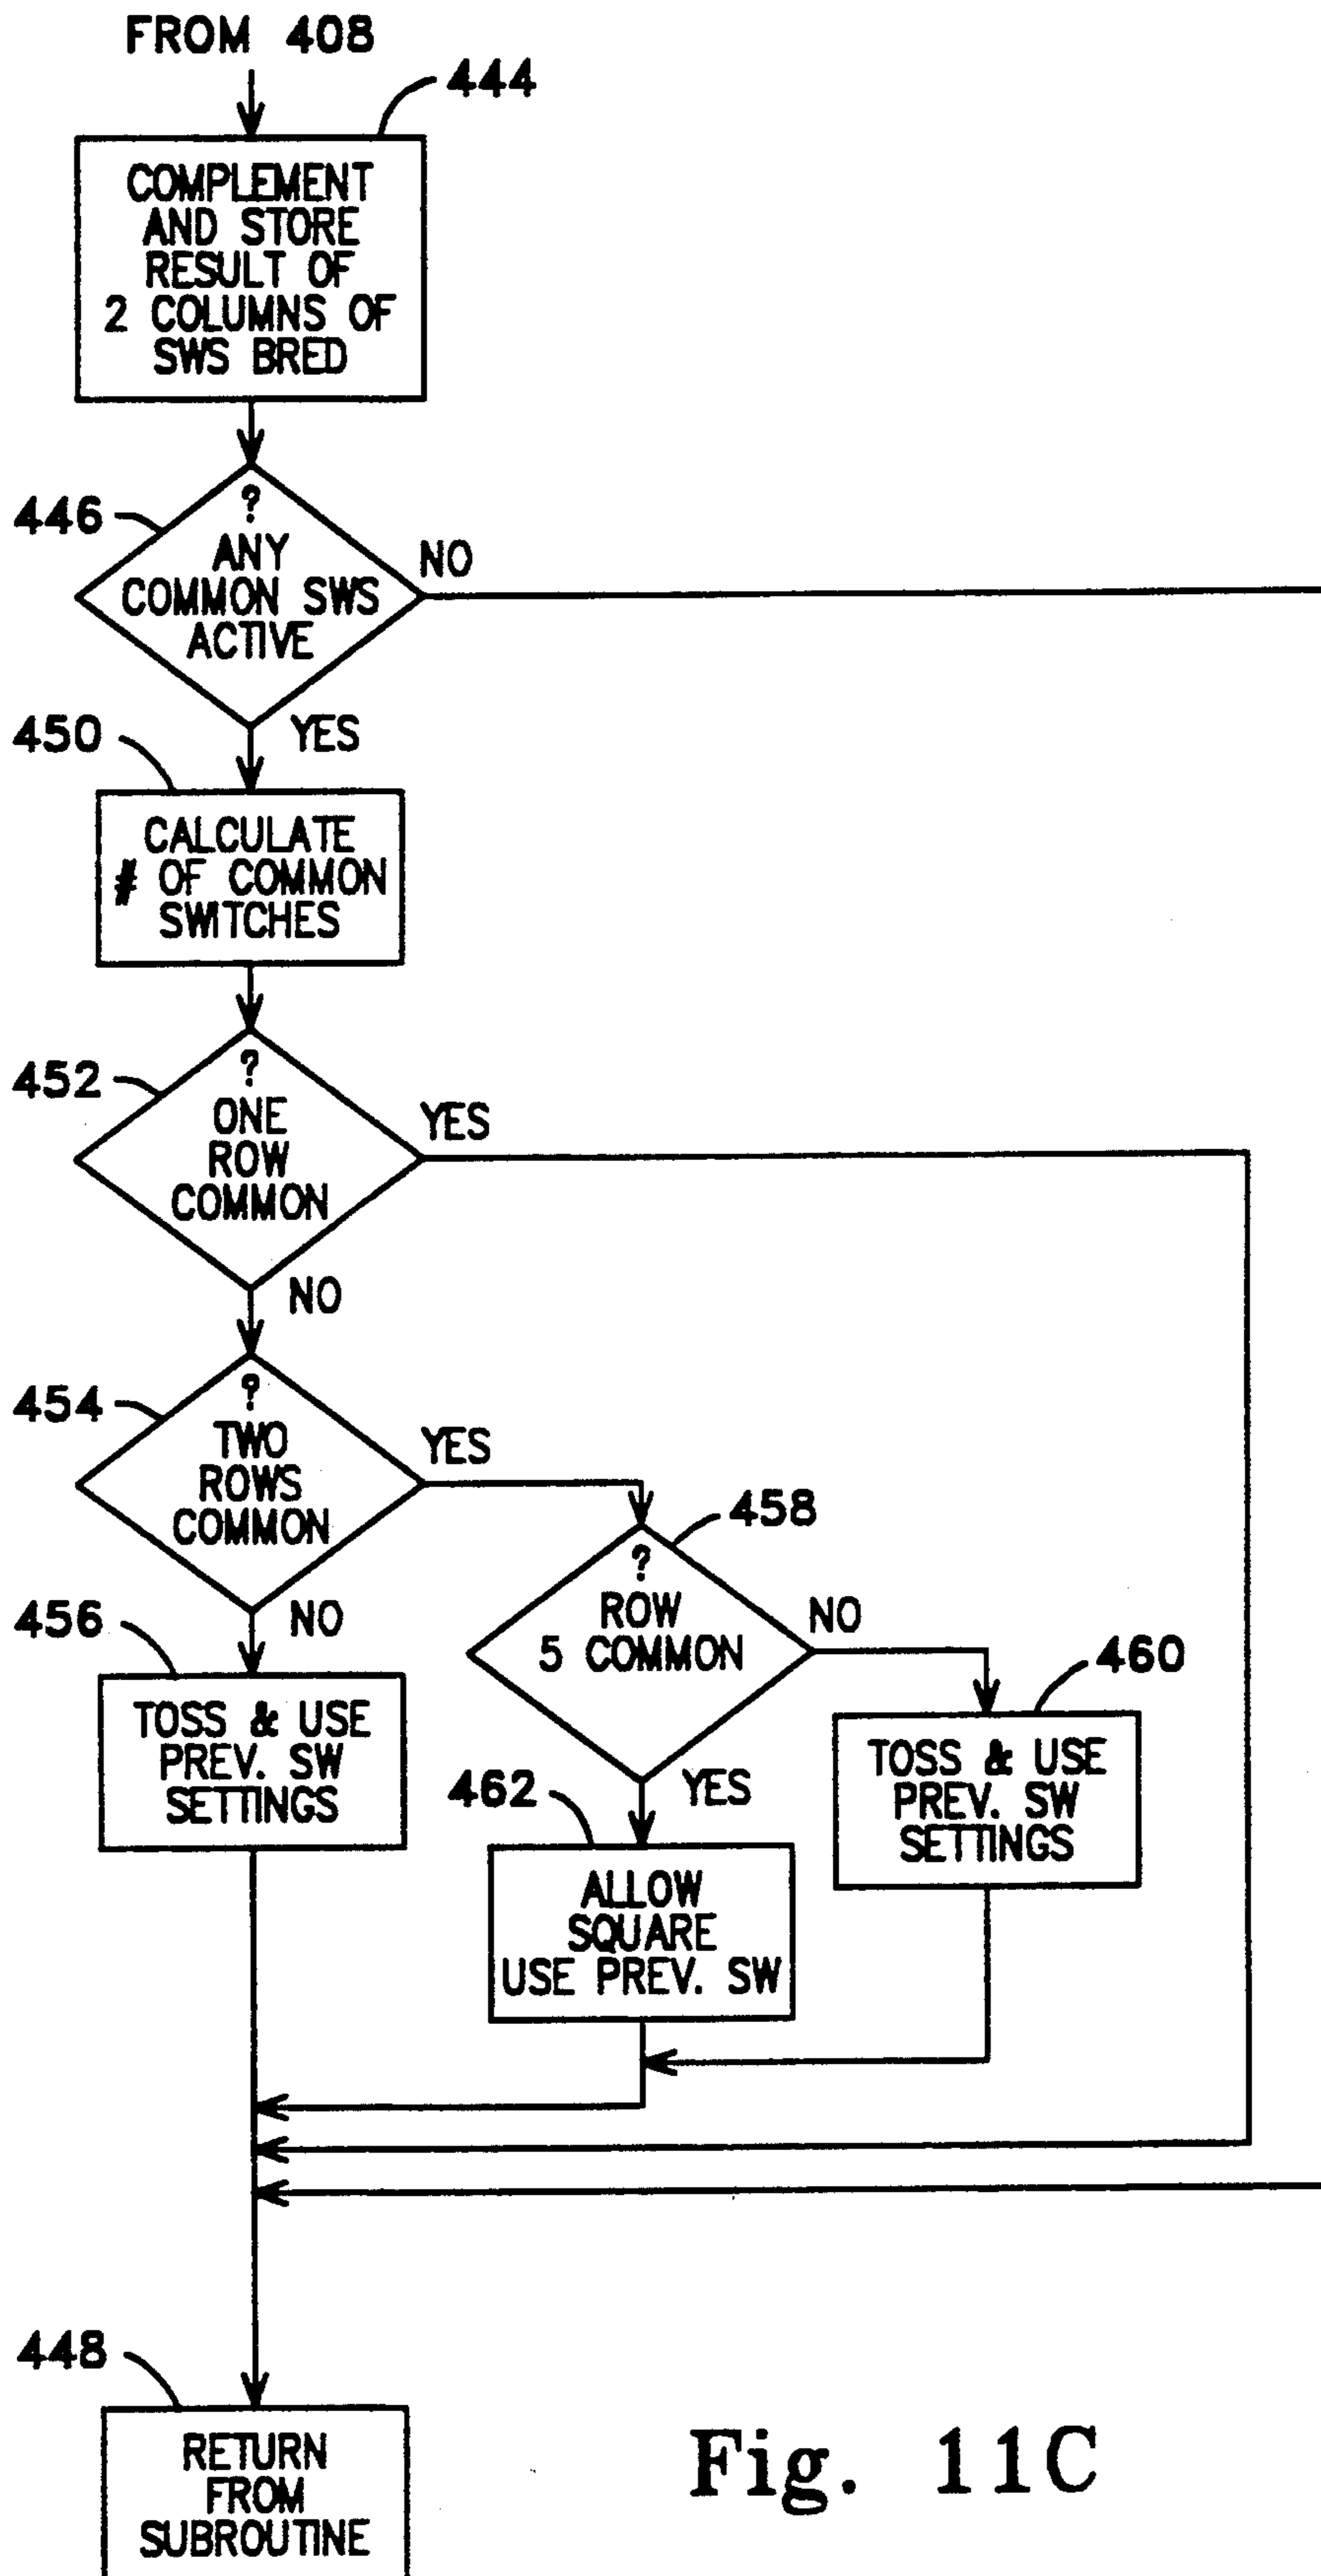 FROM 408
444
COMPLEMENT
AND STORE
RESULT OF
2 COLUMNS OF
SWS BRED
446
?
ANY
COMMON SWS
ACTIVE
NO
YES
450
CALCULATE
# OF COMMON
SWITCHES
452
?
ONE
ROW
COMMON
YES
NO
454
?
TWO
ROWS
COMMON
YES
NO
458
?
ROW
5 COMMON
NO
YES
456
TOSS & USE
PREV. SW
SETTINGS
460
TOSS & USE
PREV. SW
SETTINGS
462
ALLOW
SQUARE
USE PREV. SW
448
RETURN
FROM
SUBROUTINE
Fig. 11C